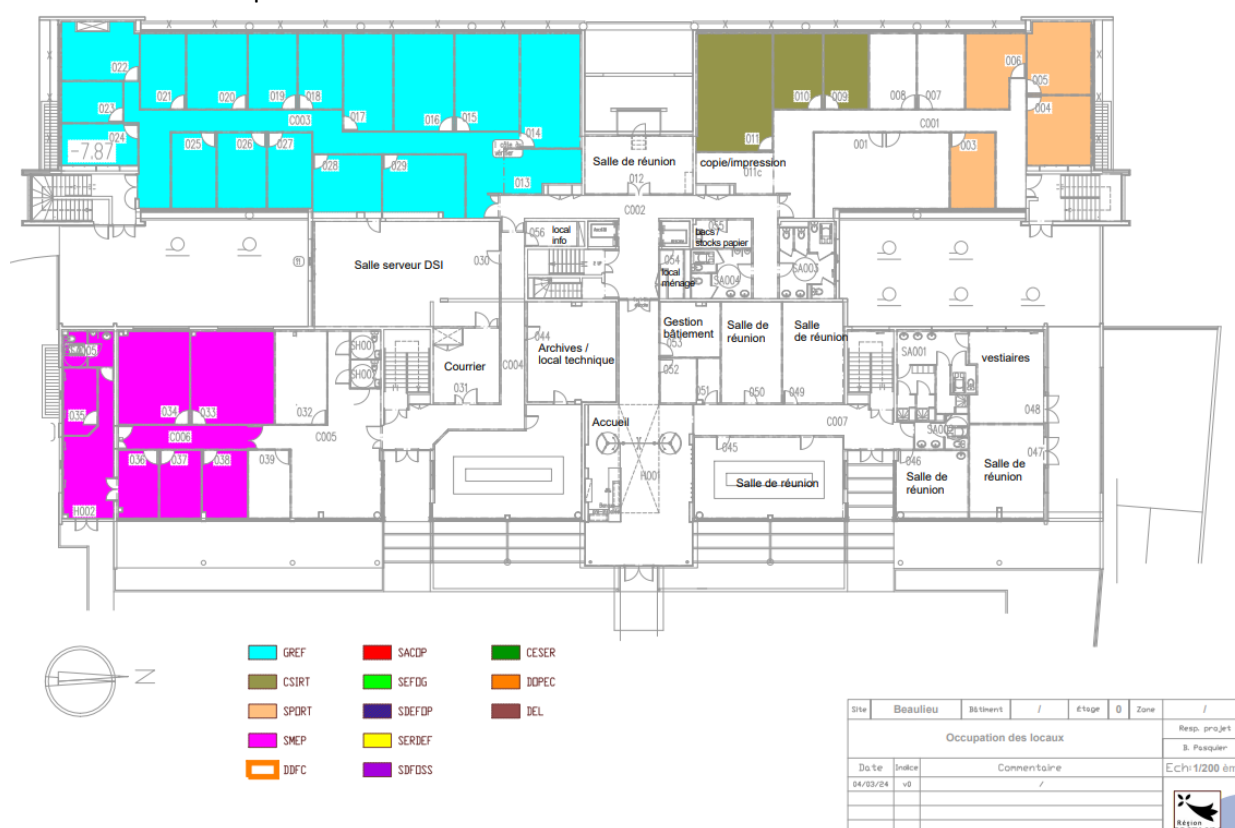 022
021
020
019
018
017
016
015
014
023
024
-7.87
C003
025
026
027
028
029
013
Salle de réunion
012
copie/impression
011c
011
010
009
008
007
006
005
004
C001
001
003
C002
056
local
info
055
bacs /
stocks papier
054
local
ménage
SA004
SA003
Salle serveur DSI
030
044
Archives /
local technique
C004
Courrier
031
Gestion
bâtiment
053
052
051
Salle de
réunion
050
Salle
de réunion
049
SA001
vestiaires
048
SH001
SH002
035
034
033
032
C006
C005
036
037
038
039
H002
Accueil
H001
045
Salle de réunion
C007
SA002
046
Salle de
réunion
047
Salle de
réunion
N
GREF
CSIRT
SPORT
SMEP
DDFC
SACOP
SEFOG
SDEFOP
SERDEF
SDFOSS
CESER
DOPEC
DEL
Site Beaulieu Bâtiment / étage 0 Zone /
Occupation des locaux
Resp. projet
B. Pasquier
Date Indice Commentaire
Ech: 1/200 èm
04/03/24 v0 /
Région